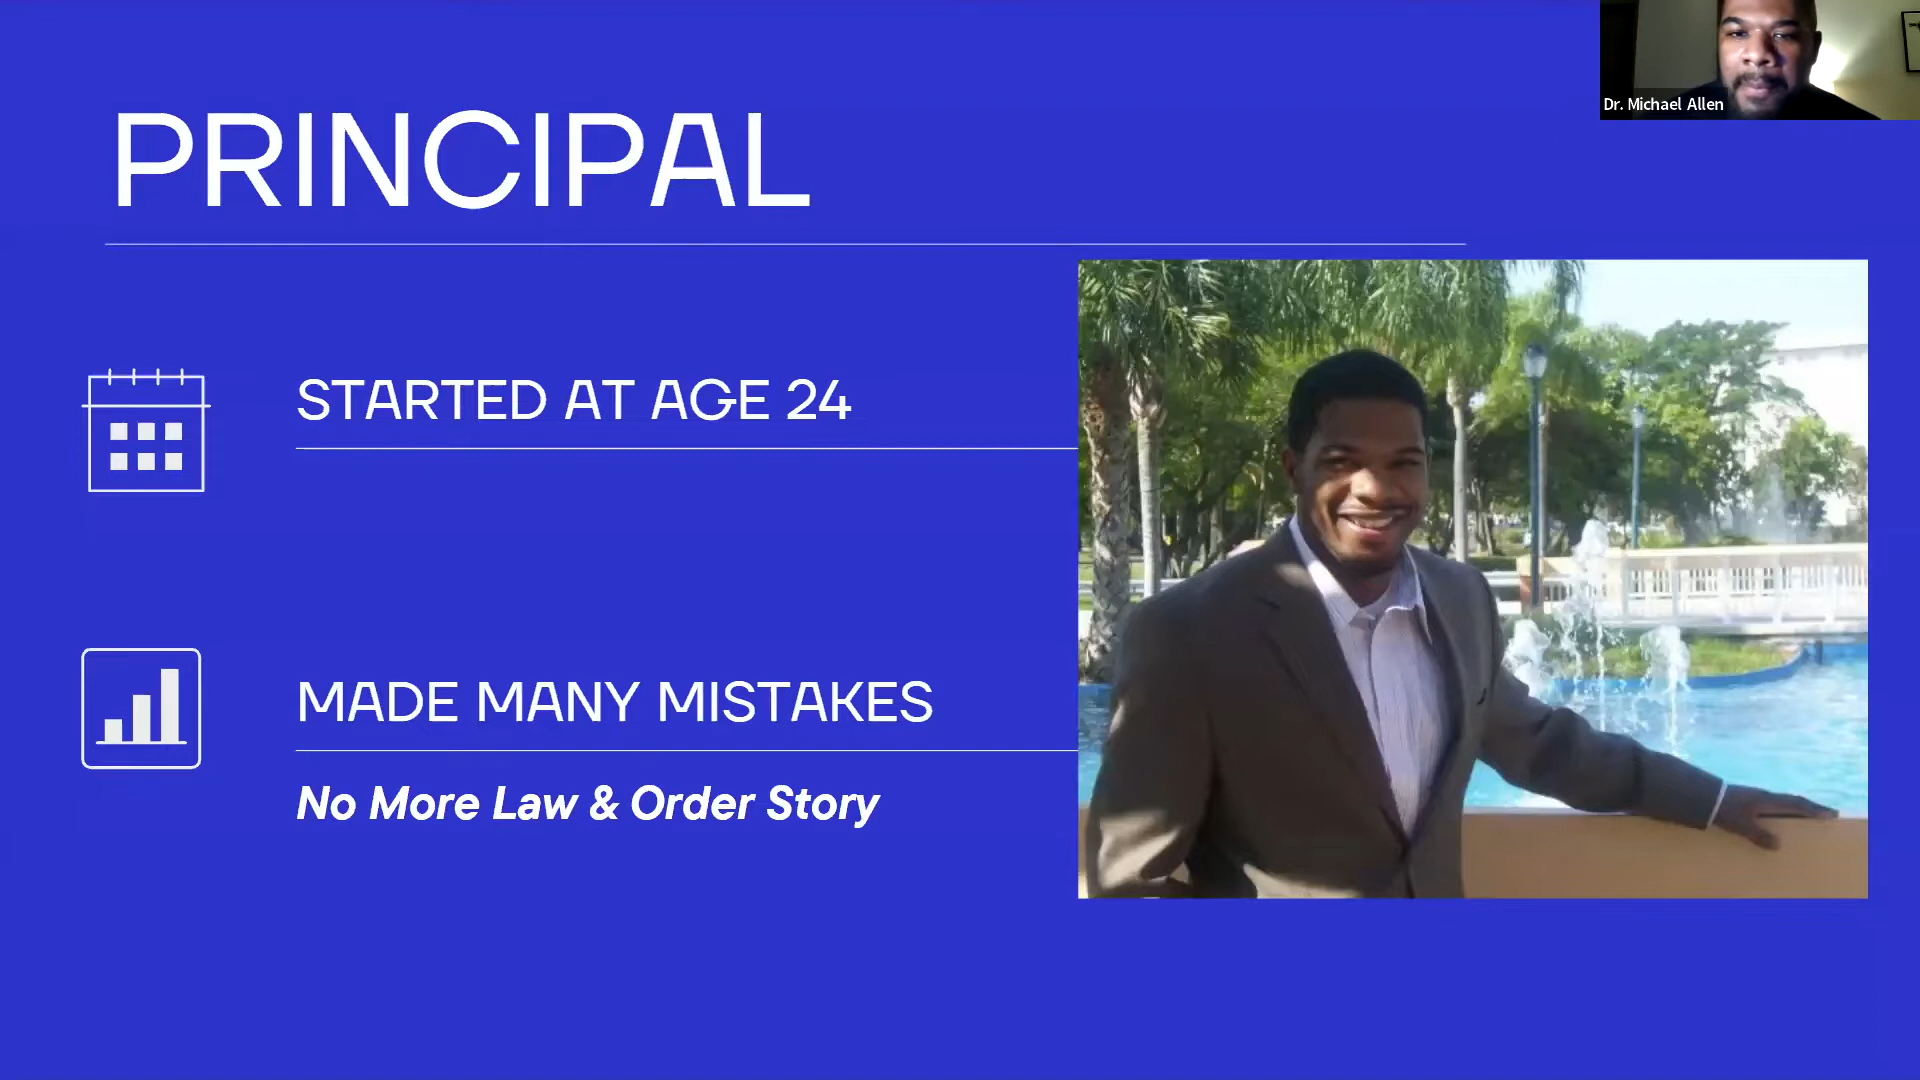 Dr. Michael Allen
PRINCIPAL
STARTED AT AGE 24
MADE MANY MISTAKES
No More Law & Order Story